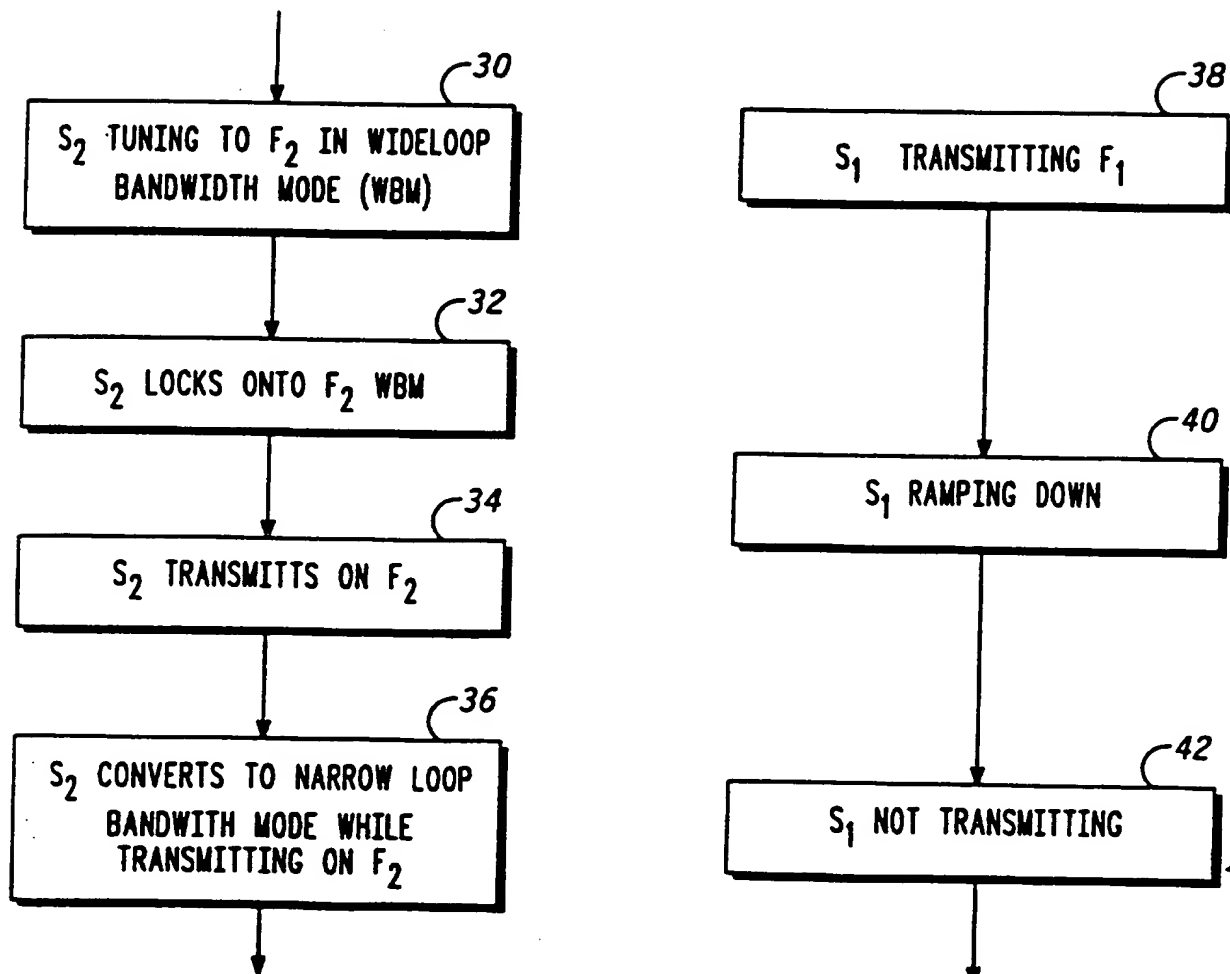 30
S₂ TUNING TO F₂ IN WIDELOOP
BANDWIDTH MODE (WBM)
32
S₂ LOCKS ONTO F₂ WBM
34
S₂ TRANSMITTS ON F₂
36
S₂ CONVERTS TO NARROW LOOP
BANDWITH MODE WHILE
TRANSMITTING ON F₂
38
S₁ TRANSMITTING F₁
40
S₁ RAMPING DOWN
42
S₁ NOT TRANSMITTING